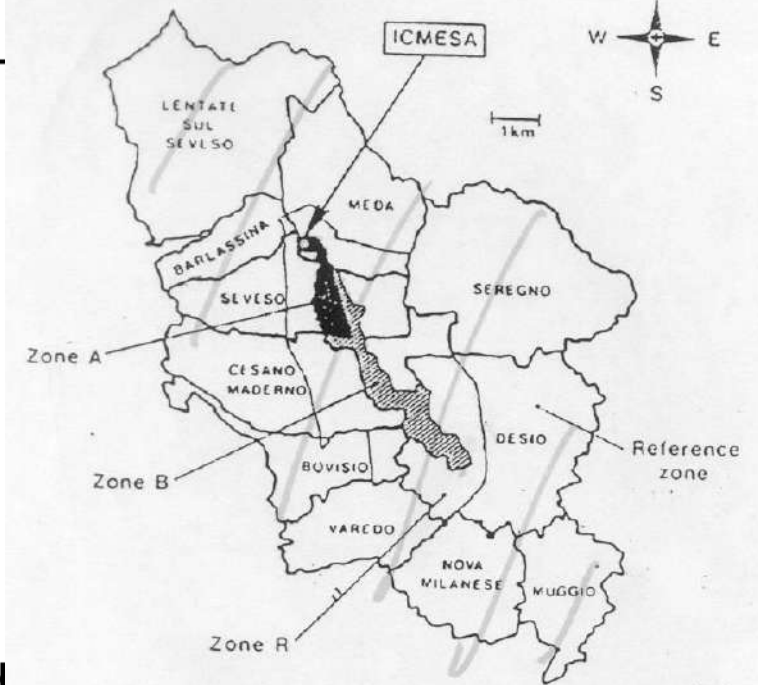 ICMESA
W
E
S
1km
LENTATE
SUL
SEVESO
MEDA
BARLASSINA
SEREGNO
SEVESO
Zone A
CESANO
MADERNO
DESIO
Reference
zone
BOVISIO
Zone B
VAREDO
NOVA
MILANESE
MUGGIO
Zone R